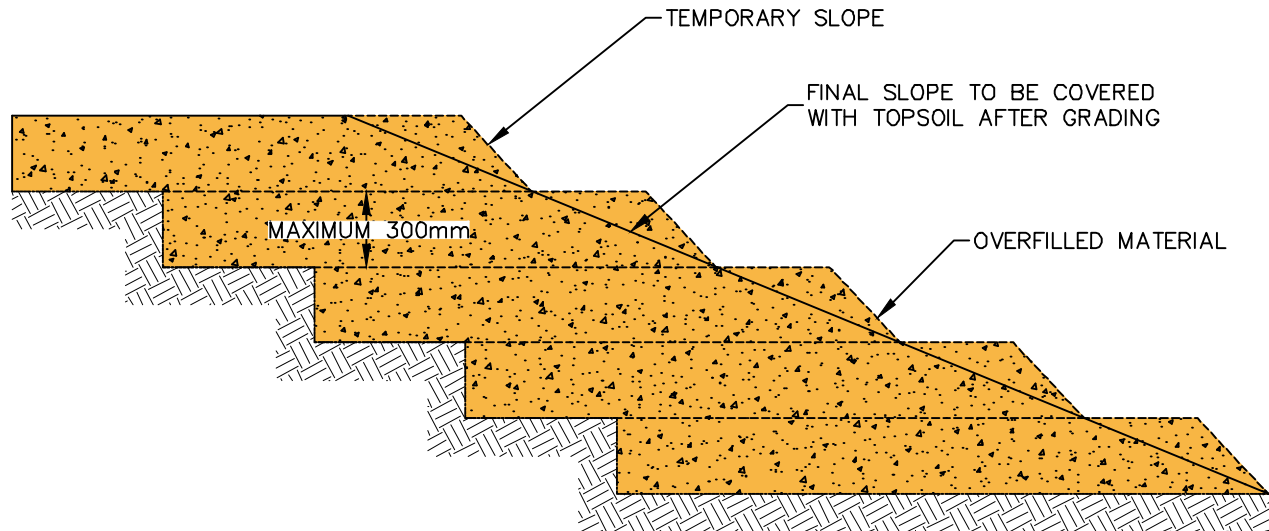 TEMPORARY SLOPE
FINAL SLOPE TO BE COVERED
WITH TOPSOIL AFTER GRADING
MAXIMUM 300mm
OVERFILLED MATERIAL